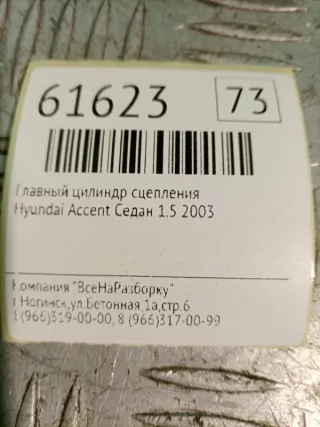 61623 73
Главный цилиндр сцепления
Hyundai Accent Седан 1.5 2003
Компания "ВсеНаРазборку"
г.Ногинск,ул.Бетонная,1а,стр.6
8(966)319-00-00, 8 (966)317-00-99